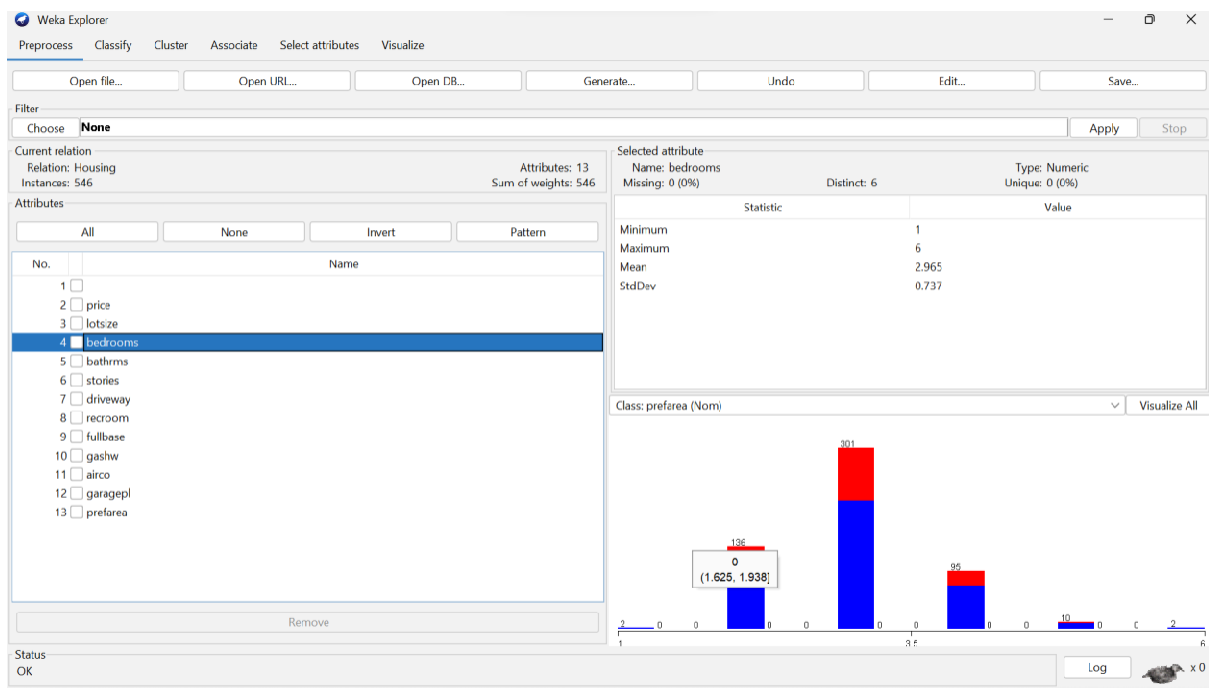 Weka Explorer
Preprocess Classify Cluster Associate Select attributes Visualize
Open file... Open URL... Open DB... Generate... Undo Edit... Save...
Filter
Choose None Apply Stop
Current relation
Relation: Housing Attributes: 13
Instances: 546 Sum of weights: 546
Attributes
All None Invert Pattern
No. Name
1
2 price
3 lotsize
4 bedrooms
5 bathrms
6 stories
7 driveway
8 recroom
9 fullbase
10 gashw
11 airco
12 garagepl
13 prefarea
Remove
Selected attribute
Name: bedrooms Type: Numeric
Missing: 0 (0%) Distinct: 6 Unique: 0 (0%)
Statistic Value
Minimum 1
Maximum 6
Mean 2.965
StdDev 0.737
Class: prefarea (Nom) Visualize All
301
136
0
(1.625, 1.938]
95
2 0 0 0 0 0 0 0 0 10 0 0 2
1 3.5 6
Status
OK
Log x 0